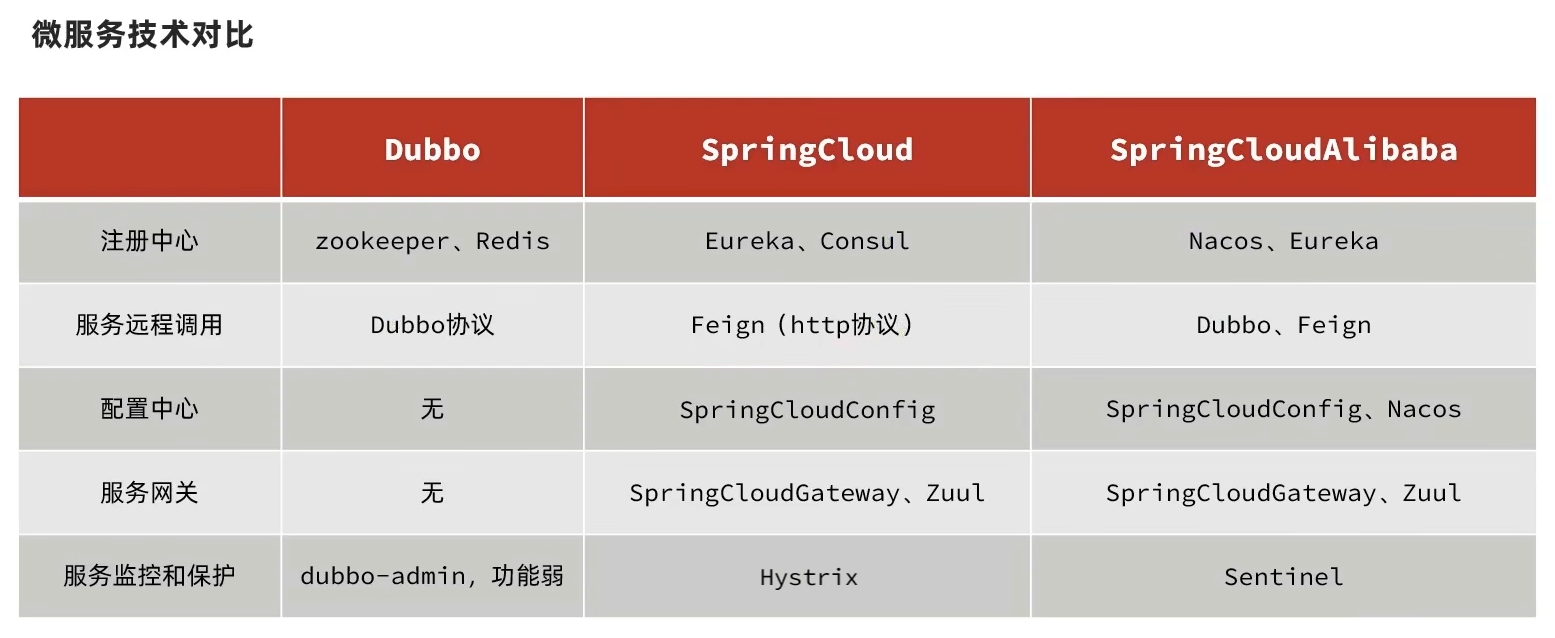 微服务技术对比
Dubbo SpringCloud SpringCloudAlibaba
注册中心 zookeeper、Redis Eureka、Consul Nacos、Eureka
服务远程调用 Dubbo协议 Feign（http协议） Dubbo、Feign
配置中心 无 SpringCloudConfig SpringCloudConfig、Nacos
服务网关 无 SpringCloudGateway、Zuul SpringCloudGateway、Zuul
服务监控和保护 dubbo-admin，功能弱 Hystrix Sentinel